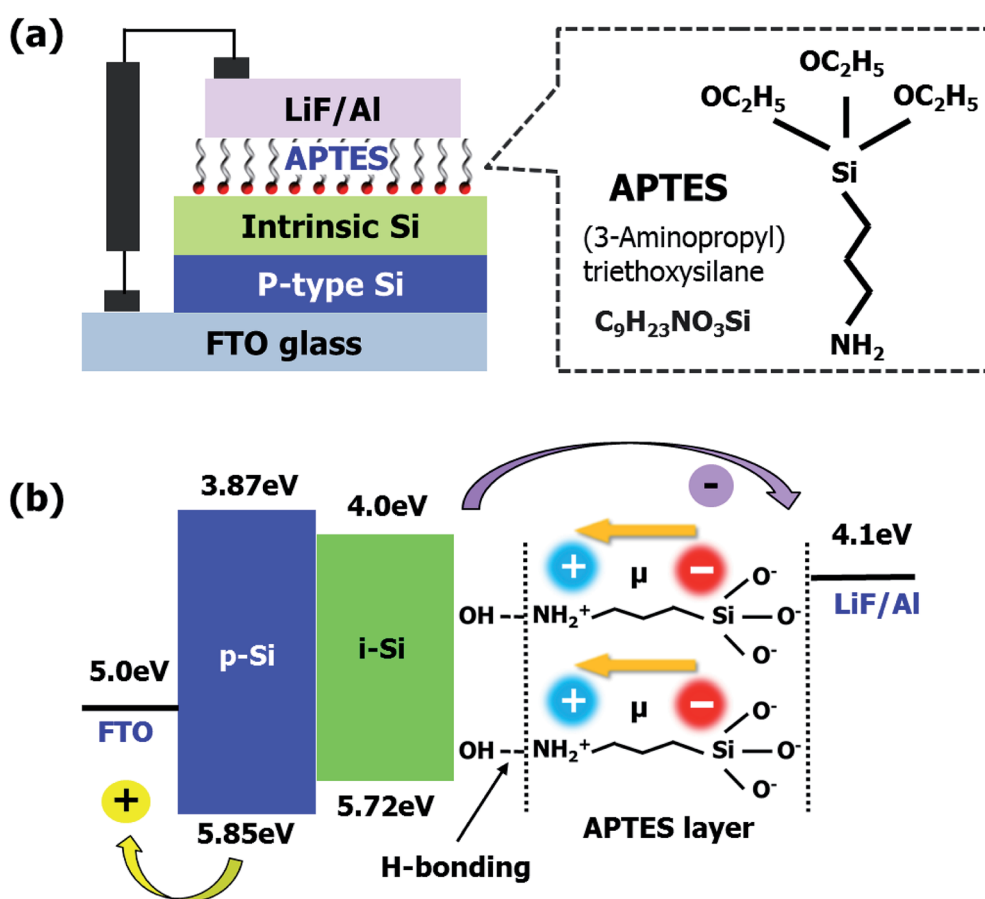 (a)
LiF/Al
APTES
Intrinsic Si
P-type Si
FTO glass
OC₂H₅
OC₂H₅
OC₂H₅
Si
APTES
(3-Aminopropyl)
triethoxysilane
C₉H₂₃NO₃Si
NH₂
(b)
3.87eV
4.0eV
-
4.1eV
LiF/Al
+
μ
−
O⁻
OH
NH₂⁺
Si
O⁻
O⁻
p-Si
i-Si
5.0eV
FTO
+
μ
−
O⁻
OH
NH₂⁺
Si
O⁻
O⁻
+
5.85eV
5.72eV
APTES layer
H-bonding